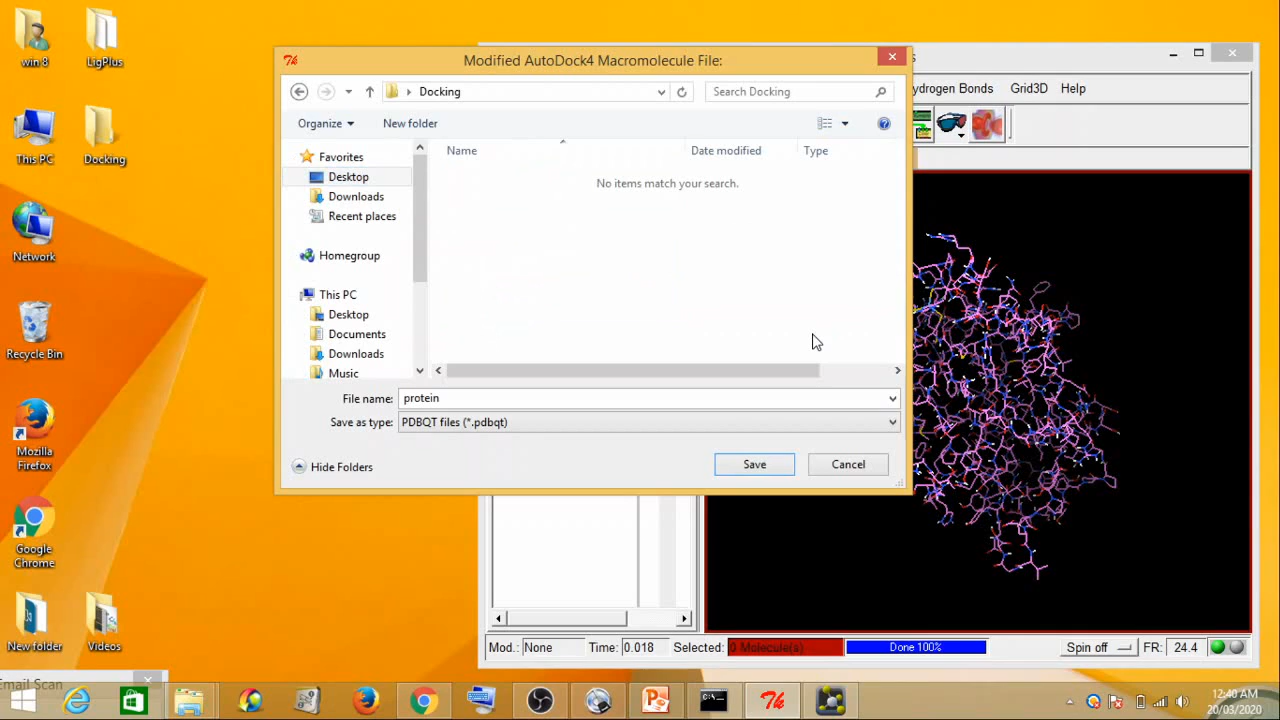 win 8
LigPlus
This PC
Docking
Network
Recycle Bin
Mozilla
Firefox
Google
Chrome
New folder
Videos
Email Scan
Modified AutoDock4 Macromolecule File:
Docking
Search Docking
Organize
New folder
Favorites
Desktop
Downloads
Recent places
Homegroup
This PC
Desktop
Documents
Downloads
Music
Name
Date modified
Type
No items match your search.
File name:
protein
Save as type:
PDBQT files (*.pdbqt)
Hide Folders
Save
Cancel
ydrogen Bonds
Grid3D
Help
Mod.: None
Time: 0.018
Selected: 0 Molecule(s)
Done 100%
Spin off
FR: 24.4
12:40 AM
20/03/2020